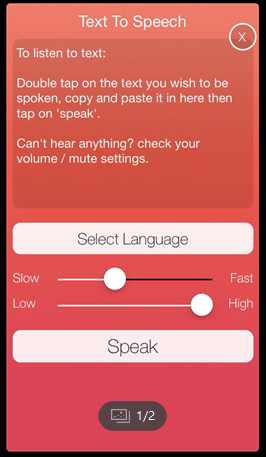 Text To Speech
X
To listen to text:
Double tap on the text you wish to be
spoken, copy and paste it in here then
tap on 'speak'.
Can't hear anything? check your
volume / mute settings.
Select Language
Slow Fast
Low High
Speak
1/2